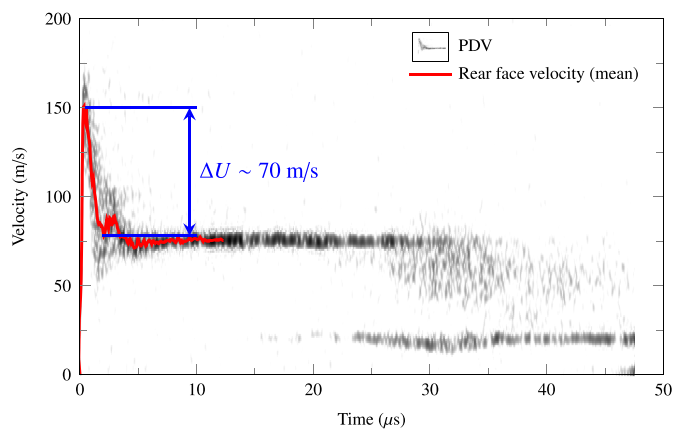 200
150
100
50
0
Velocity (m/s)
PDV
Rear face velocity (mean)
ΔU ~ 70 m/s
0 10 20 30 40 50
Time (μs)